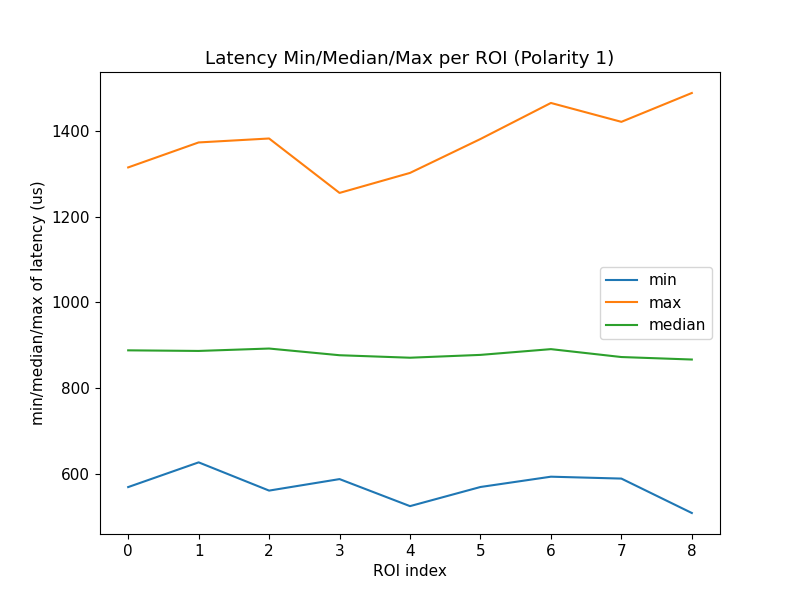 Latency Min/Median/Max per ROI (Polarity 1)
min/median/max of latency (us)
1400
1200
1000
800
600
min
max
median
0 1 2 3 4 5 6 7 8
ROI index